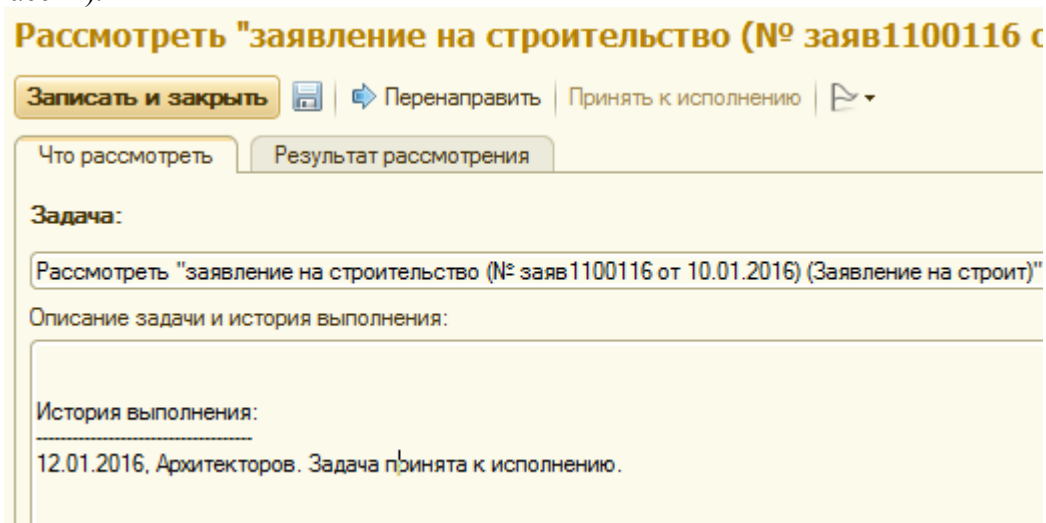 Рассмотреть "заявление на строительство (№ заяв1100116
Записать и закрыть Перенаправить Принять к исполнению
Что рассмотреть Результат рассмотрения
Задача:
Рассмотреть "заявление на строительство (№ заяв1100116 от 10.01.2016) (Заявление на строит)"
Описание задачи и история выполнения:
История выполнения:
------------------------------------
12.01.2016, Архитекторов. Задача принята к исполнению.